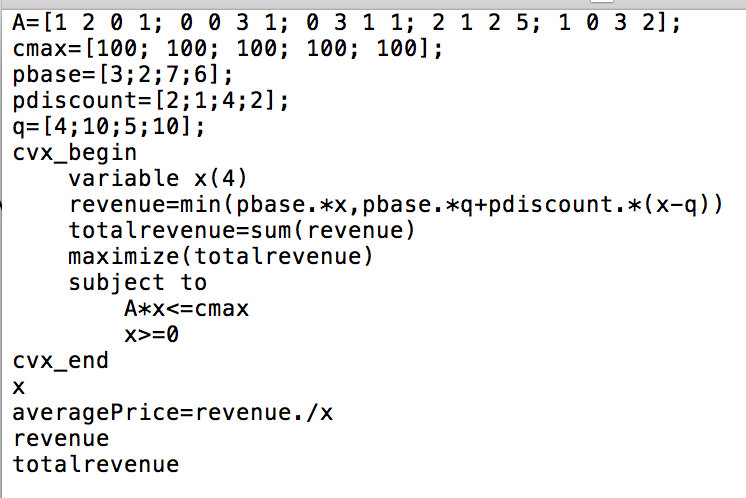 A=[1 2 0 1; 0 0 3 1; 0 3 1 1; 2 1 2 5; 1 0 3 2];
cmax=[100; 100; 100; 100; 100];
pbase=[3;2;7;6];
pdiscount=[2;1;4;2];
q=[4;10;5;10];
cvx_begin
    variable x(4)
    revenue=min(pbase.*x,pbase.*q+pdiscount.*(x-q))
    totalrevenue=sum(revenue)
    maximize(totalrevenue)
    subject to
        A*x<=cmax
        x>=0
cvx_end
x
averagePrice=revenue./x
revenue
totalrevenue